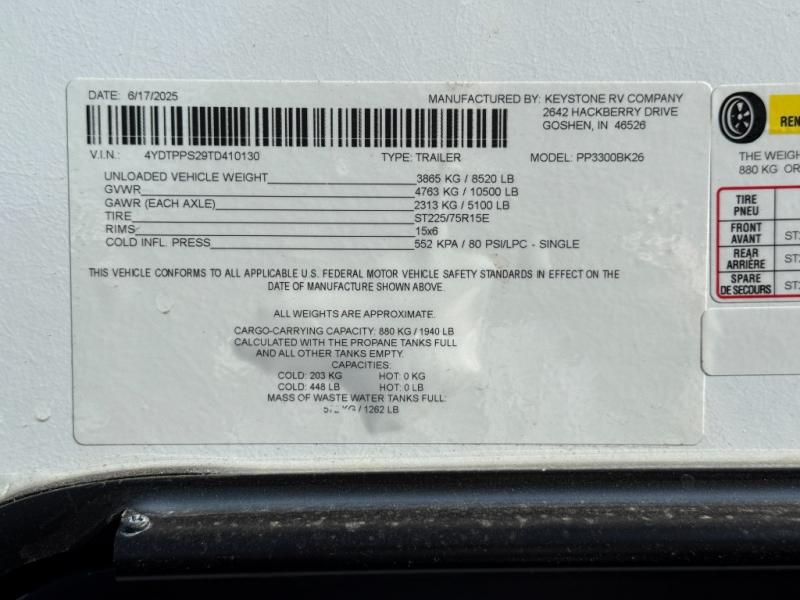 DATE: 6/17/2025
MANUFACTURED BY: KEYSTONE RV COMPANY
2642 HACKBERRY DRIVE
GOSHEN, IN 46526
V.I.N.: 4YDTPPS29TD410130 TYPE: TRAILER MODEL: PP3300BK26
UNLOADED VEHICLE WEIGHT 3865 KG / 8520 LB
GVWR 4763 KG / 10500 LB
GAWR (EACH AXLE) 2313 KG / 5100 LB
TIRE ST225/75R15E
RIMS 15x6
COLD INFL. PRESS 552 KPA / 80 PSI/LPC - SINGLE
THIS VEHICLE CONFORMS TO ALL APPLICABLE U.S. FEDERAL MOTOR VEHICLE SAFETY STANDARDS IN EFFECT ON THE
DATE OF MANUFACTURE SHOWN ABOVE.
ALL WEIGHTS ARE APPROXIMATE.
CARGO-CARRYING CAPACITY: 880 KG / 1940 LB
CALCULATED WITH THE PROPANE TANKS FULL
AND ALL OTHER TANKS EMPTY.
CAPACITIES:
COLD: 203 KG HOT: 0 KG
COLD: 448 LB HOT: 0 LB
MASS OF WASTE WATER TANKS FULL:
KG / 1262 LB
THE
880 KG OR
TIRE
PNEU
FRONT
AVANT
REAR
ARRIÈRE
SPARE
DE SECOURS